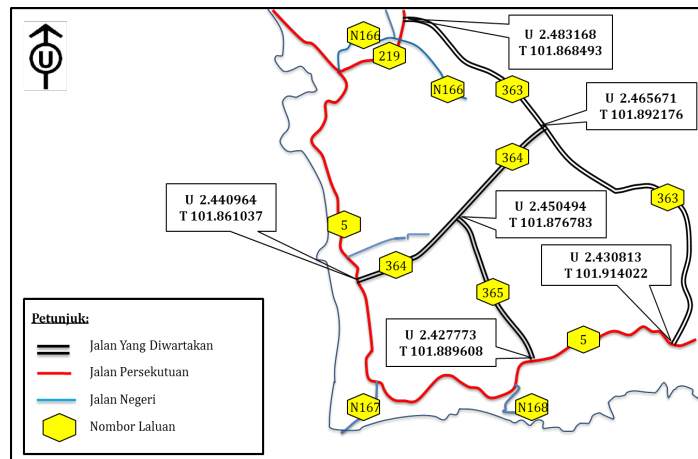 U
N166
219
N166
363
U 2.483168
T 101.868493
U 2.465671
T 101.892176
364
363
U 2.440964
T 101.861037
5
U 2.450494
T 101.876783
364
U 2.430813
T 101.914022
365
U 2.427773
T 101.889608
5
N167
N168
Petunjuk:
Jalan Yang Diwartakan
Jalan Persekutuan
Jalan Negeri
Nombor Laluan